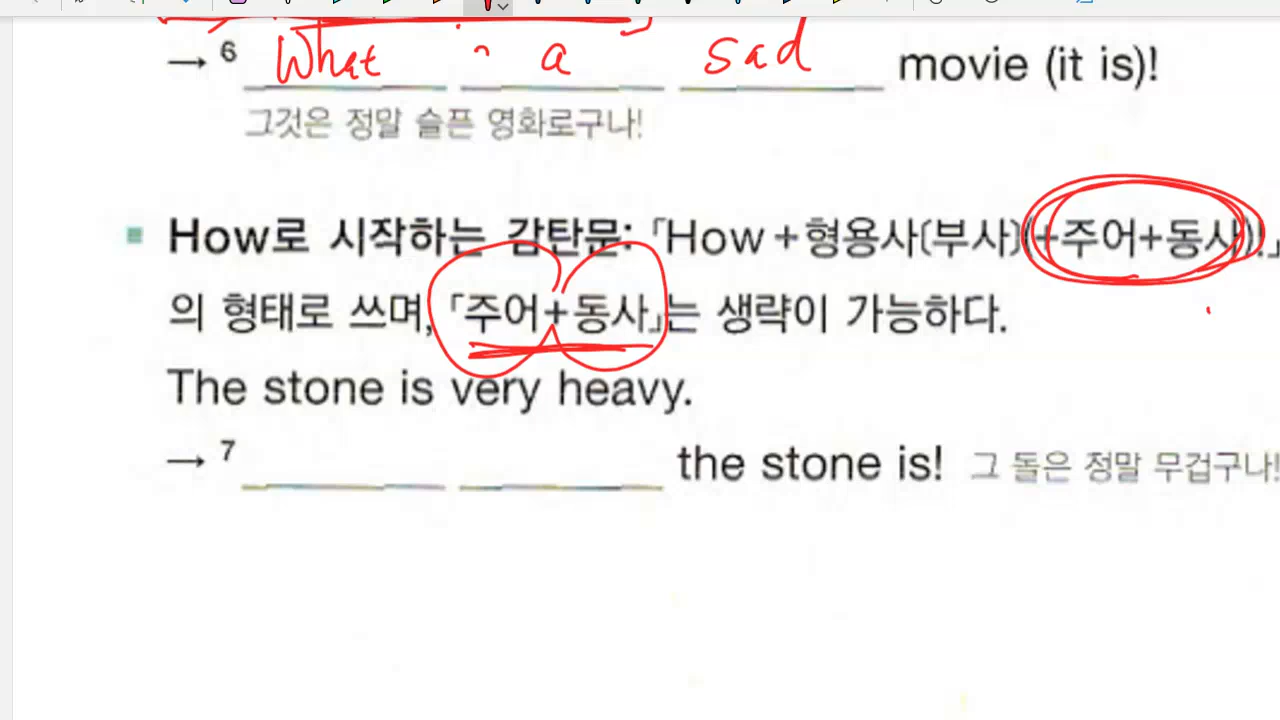 → 6 What a sad movie (it is)!
그것은 정말 슬픈 영화로구나!
How로 시작하는 감탄문: 「How+형용사(부사)(+주어+동사)!」
의 형태로 쓰며, 「주어+동사」는 생략이 가능하다.
The stone is very heavy.
→ 7 the stone is! 그 돌은 정말 무겁구나!